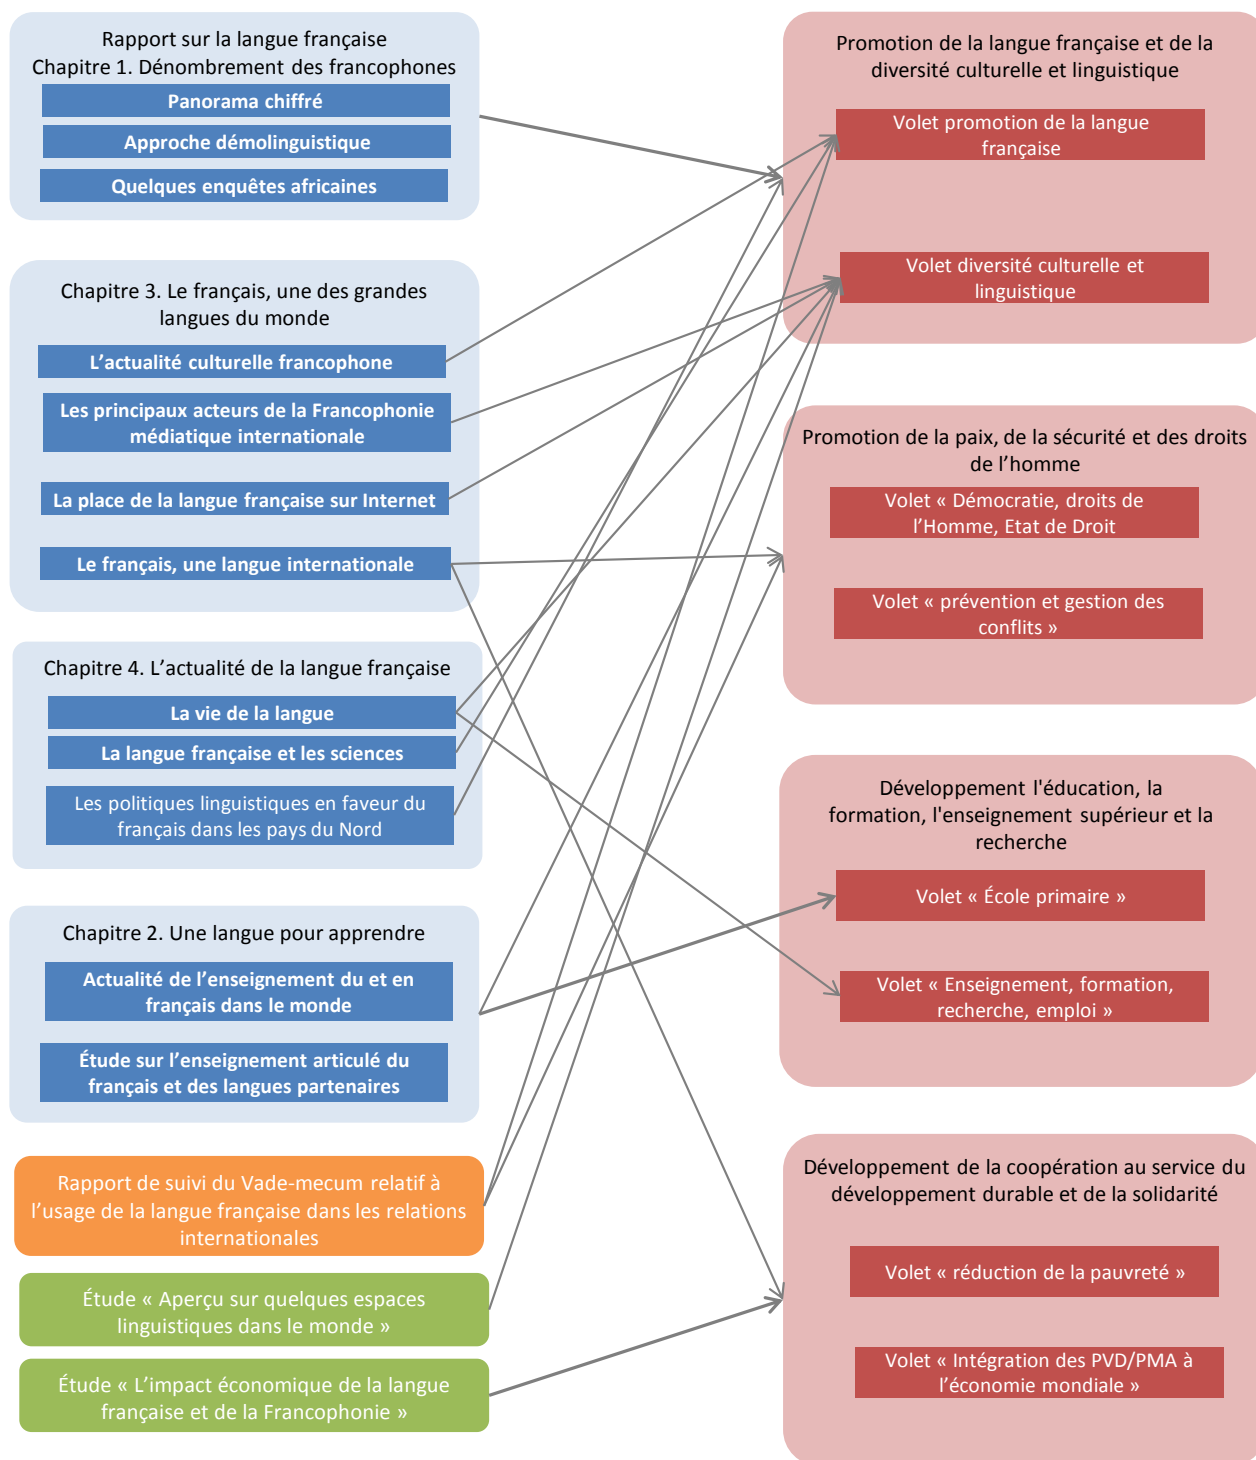 Rapport sur la langue française
Chapitre 1. Dénombrement des francophones
Panorama chiffré
Approche démolinguistique
Quelques enquêtes africaines
Chapitre 3. Le français, une des grandes
langues du monde
L’actualité culturelle francophone
Les principaux acteurs de la Francophonie
médiatique internationale
La place de la langue française sur Internet
Le français, une langue internationale
Chapitre 4. L’actualité de la langue française
La vie de la langue
La langue française et les sciences
Les politiques linguistiques en faveur du
français dans les pays du Nord
Chapitre 2. Une langue pour apprendre
Actualité de l’enseignement du et en
français dans le monde
Étude sur l’enseignement articulé du
français et des langues partenaires
Rapport de suivi du Vade-mecum relatif à
l’usage de la langue française dans les relations
internationales
Étude « Aperçu sur quelques espaces
linguistiques dans le monde »
Étude « L’impact économique de la langue
française et de la Francophonie »
Promotion de la langue française et de la
diversité culturelle et linguistique
Volet promotion de la langue
française
Volet diversité culturelle et
linguistique
Promotion de la paix, de la sécurité et des droits
de l’homme
Volet « Démocratie, droits de
l’Homme, Etat de Droit
Volet « prévention et gestion des
conflits »
Développement l'éducation, la
formation, l'enseignement supérieur et la
recherche
Volet « École primaire »
Volet « Enseignement, formation,
recherche, emploi »
Développement de la coopération au service du
développement durable et de la solidarité
Volet « réduction de la pauvreté »
Volet « Intégration des PVD/PMA à
l’économie mondiale »